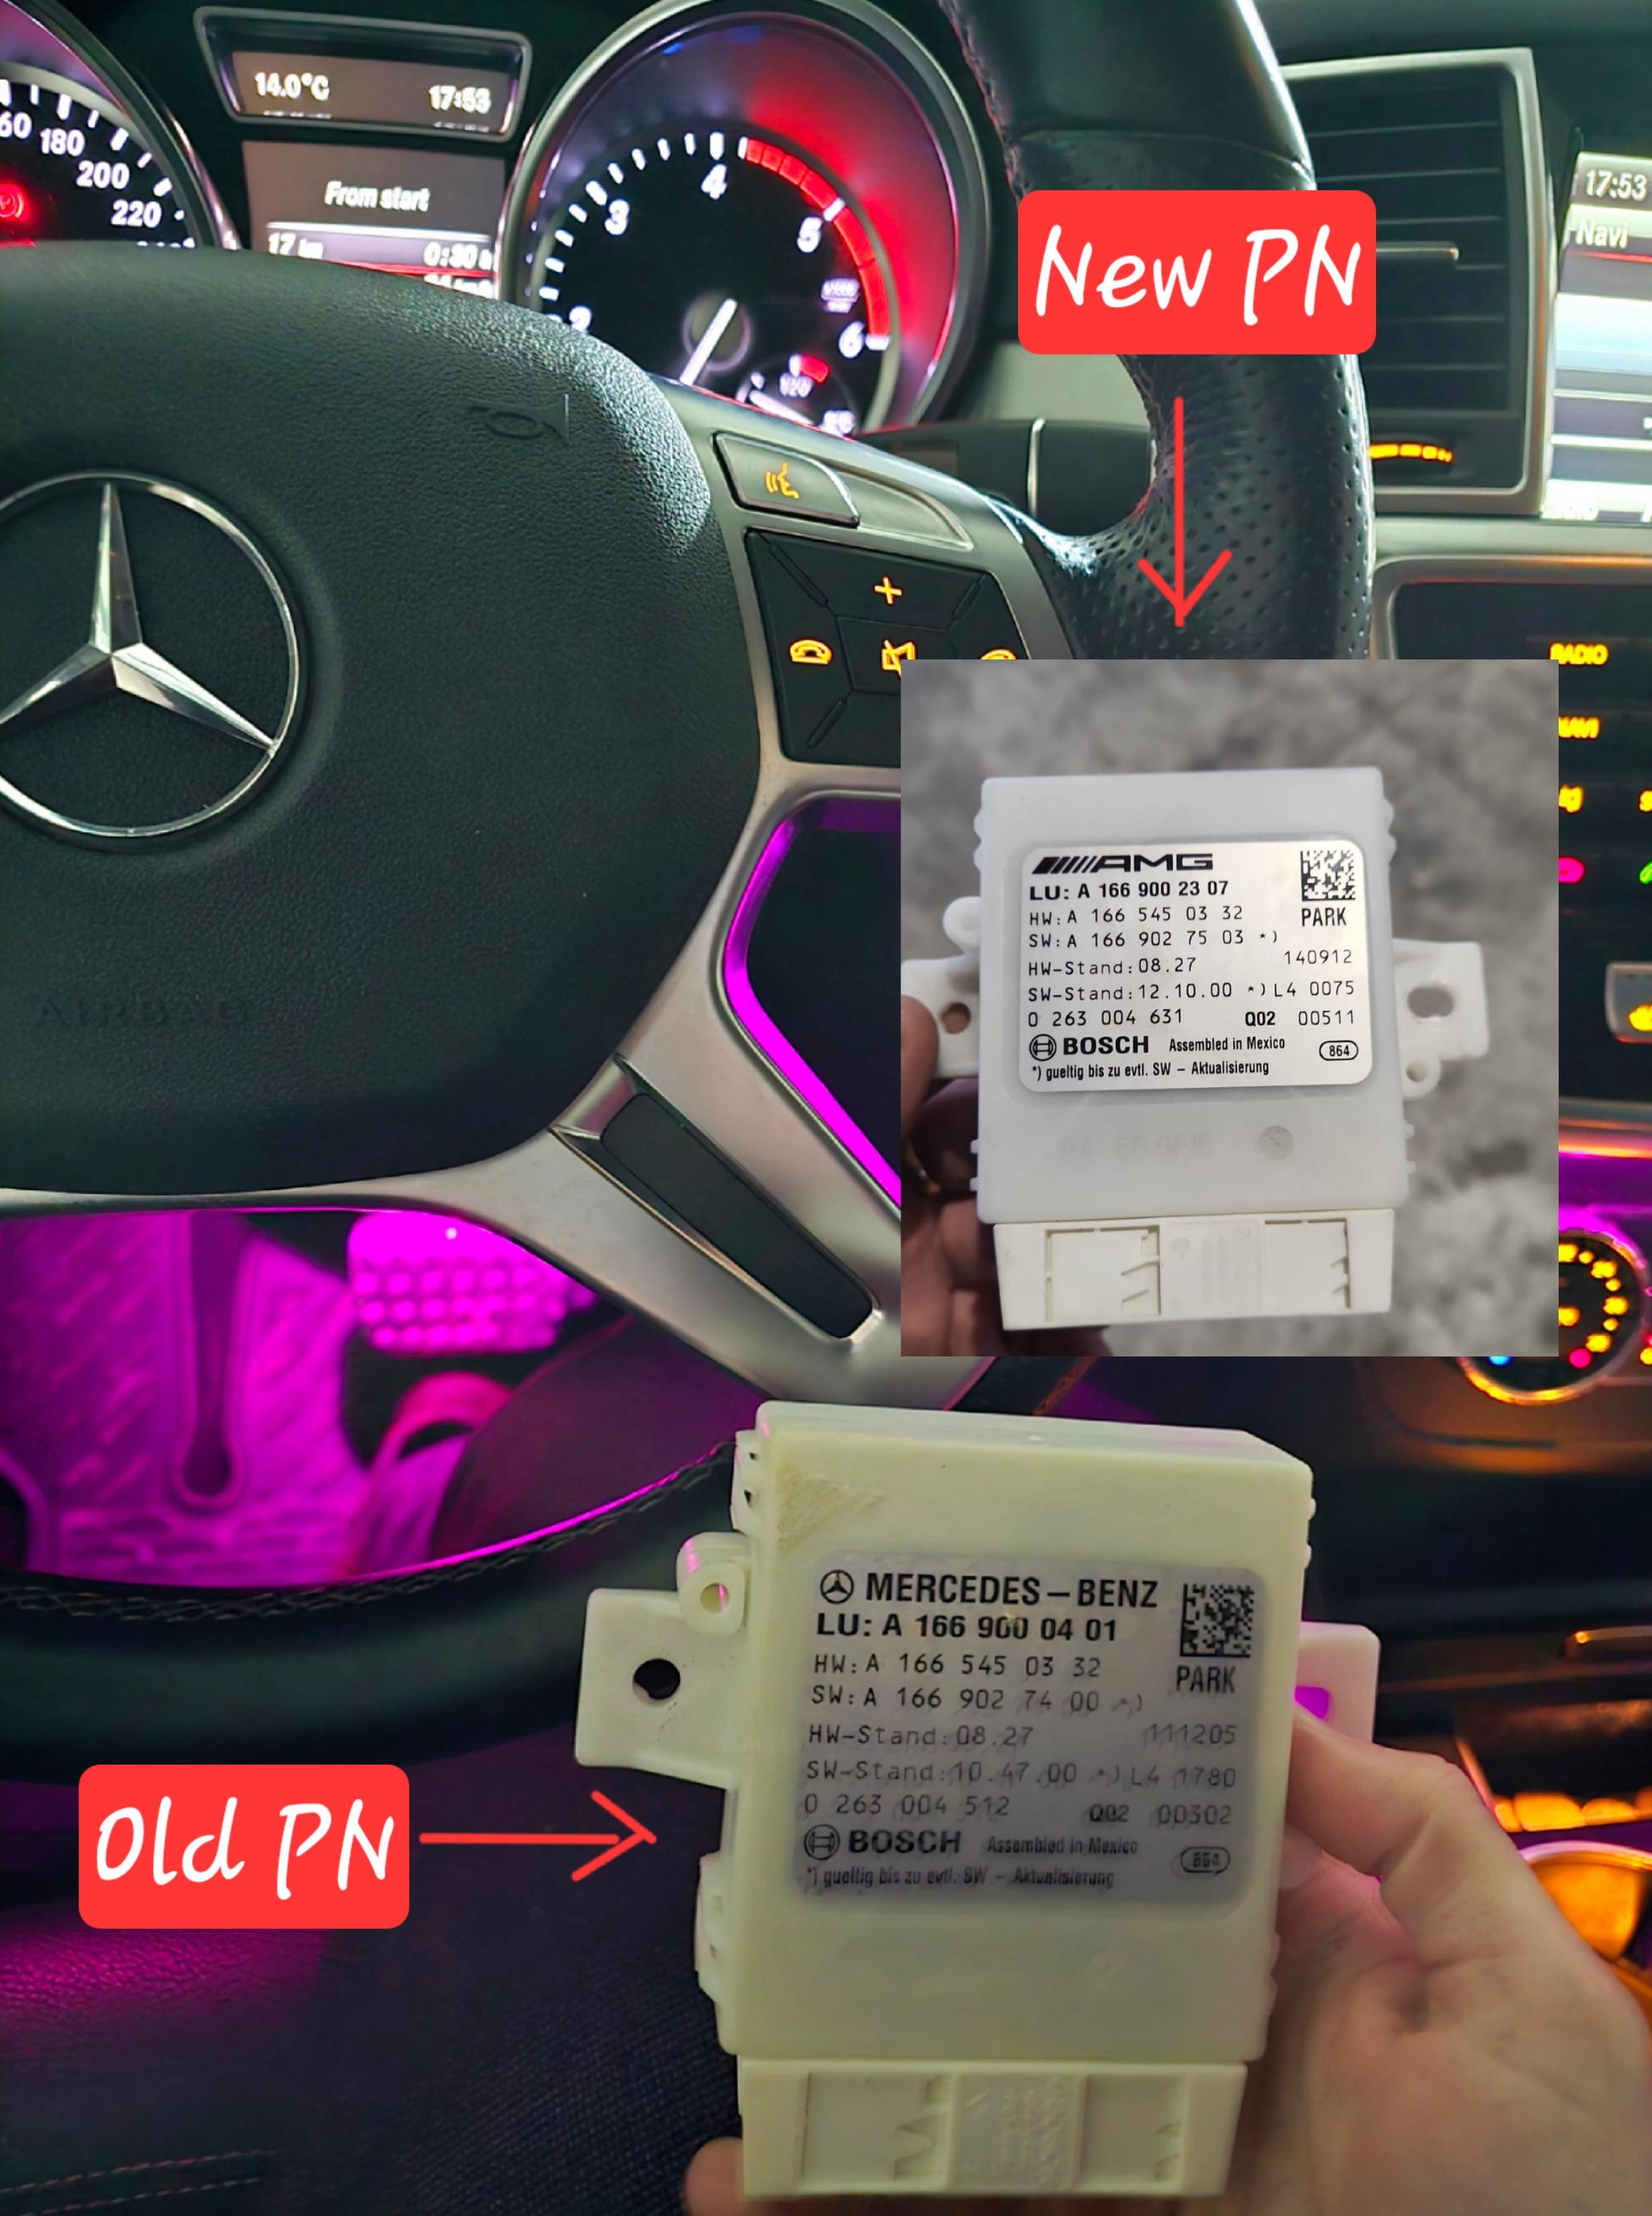 14.0°C 17:53
From start
17 km 0:30 h
60 180
200
220
2 3 4 5 6
17:53
Navi
New PN
RADIO
NAVI
AMG
LU: A 166 900 23 07
HW: A 166 545 03 32
PARK
SW: A 166 902 75 03 *)
HW-Stand:08.27 140912
SW-Stand:12.10.00 *)L4 0075
0 263 004 631 Q02 00511
BOSCH Assembled in Mexico 864
*) gueltig bis zu evtl. SW – Aktualisierung
AIRBAG
MERCEDES–BENZ
LU: A 166 900 04 01
HW: A 166 545 03 32
PARK
SW: A 166 902 74 00 *)
HW-Stand:08.27 111205
SW-Stand:10.47.00 *)L4 1780
0 263 004 512 Q02 00302
BOSCH Assembled in Mexico 864
*) gueltig bis zu evtl. SW – Aktualisierung
Old PN